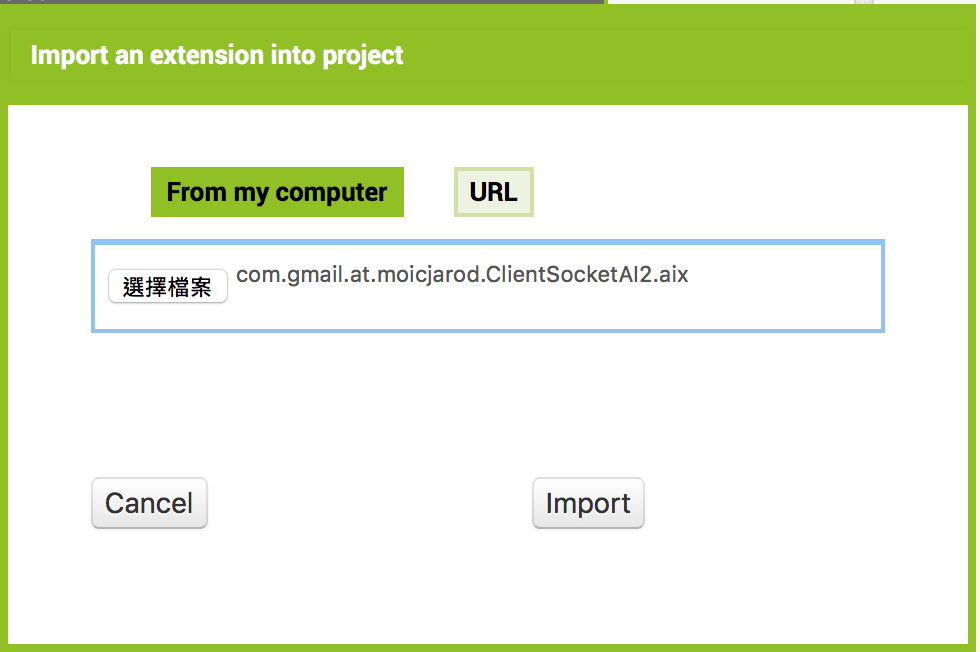 Import an extension into project
From my computer
URL
選擇檔案 com.gmail.at.moicjarod.ClientSocketAI2.aix
Cancel
Import